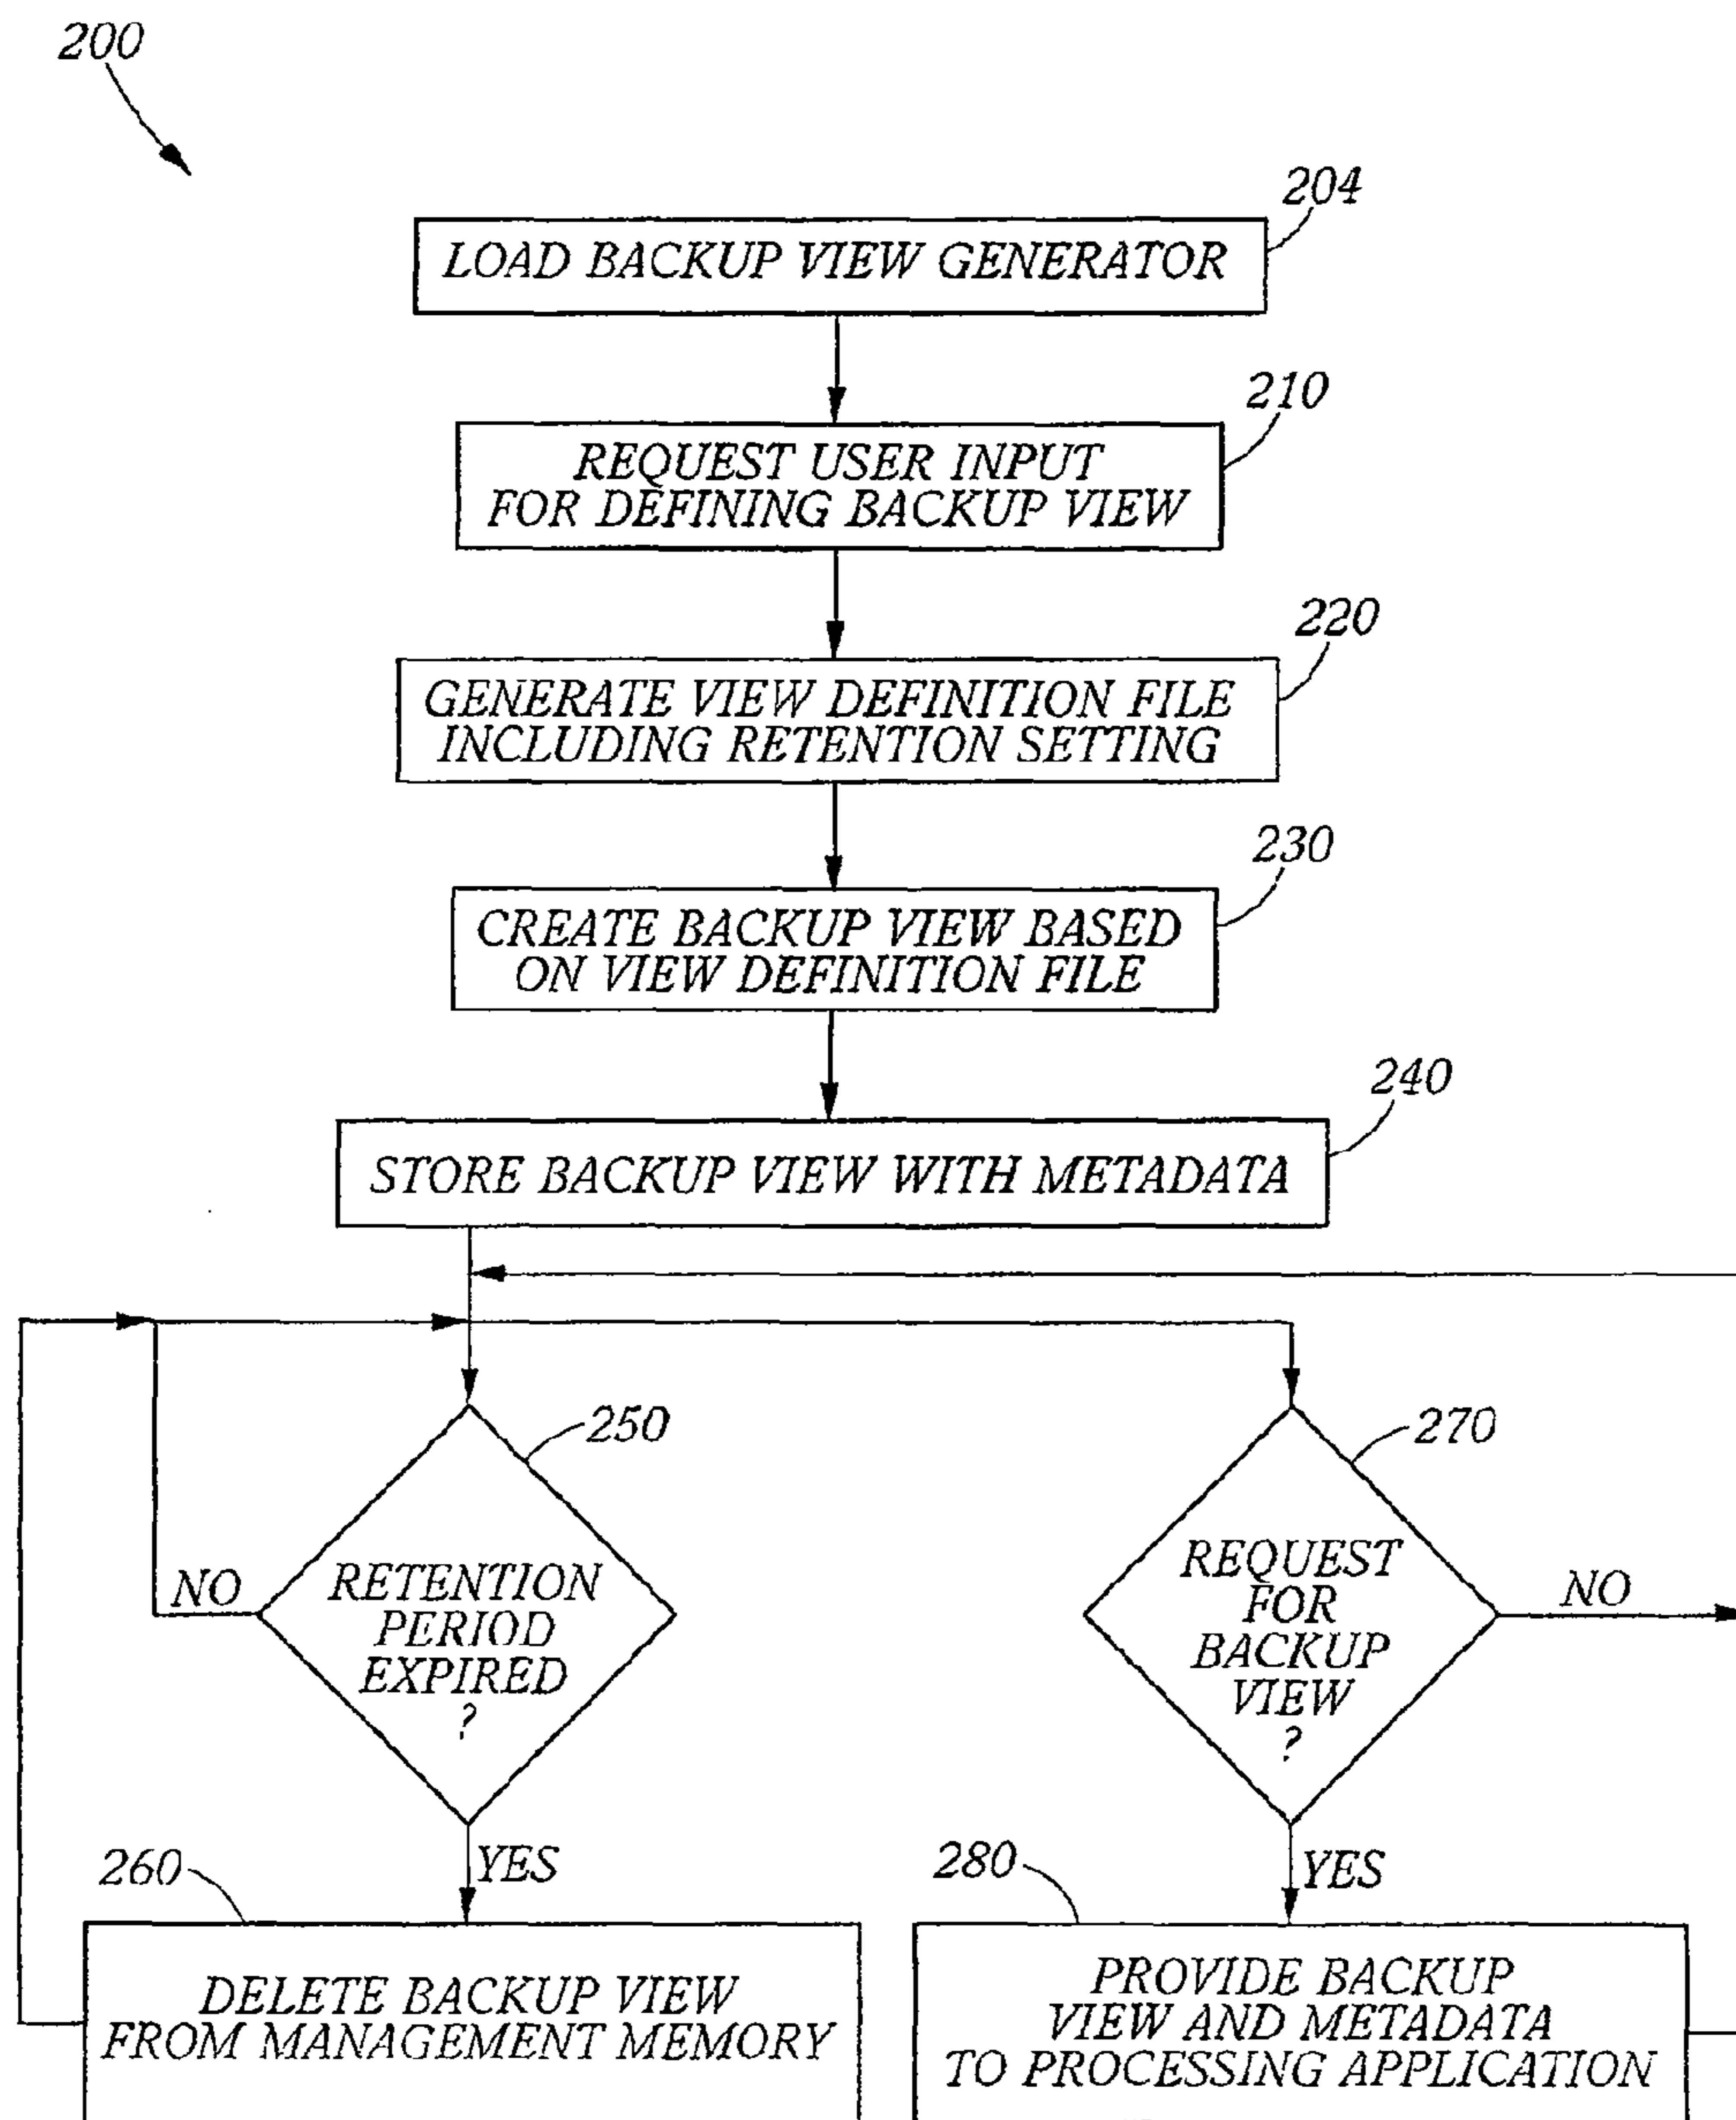 200
204
LOAD BACKUP VIEW GENERATOR
210
REQUEST USER INPUT
FOR DEFINING BACKUP VIEW
220
GENERATE VIEW DEFINITION FILE
INCLUDING RETENTION SETTING
230
CREATE BACKUP VIEW BASED
ON VIEW DEFINITION FILE
240
STORE BACKUP VIEW WITH METADATA
250
NO
RETENTION
PERIOD
EXPIRED
?
YES
270
REQUEST
FOR
BACKUP
VIEW
?
NO
YES
260
DELETE BACKUP VIEW
FROM MANAGEMENT MEMORY
280
PROVIDE BACKUP
VIEW AND METADATA
TO PROCESSING APPLICATION